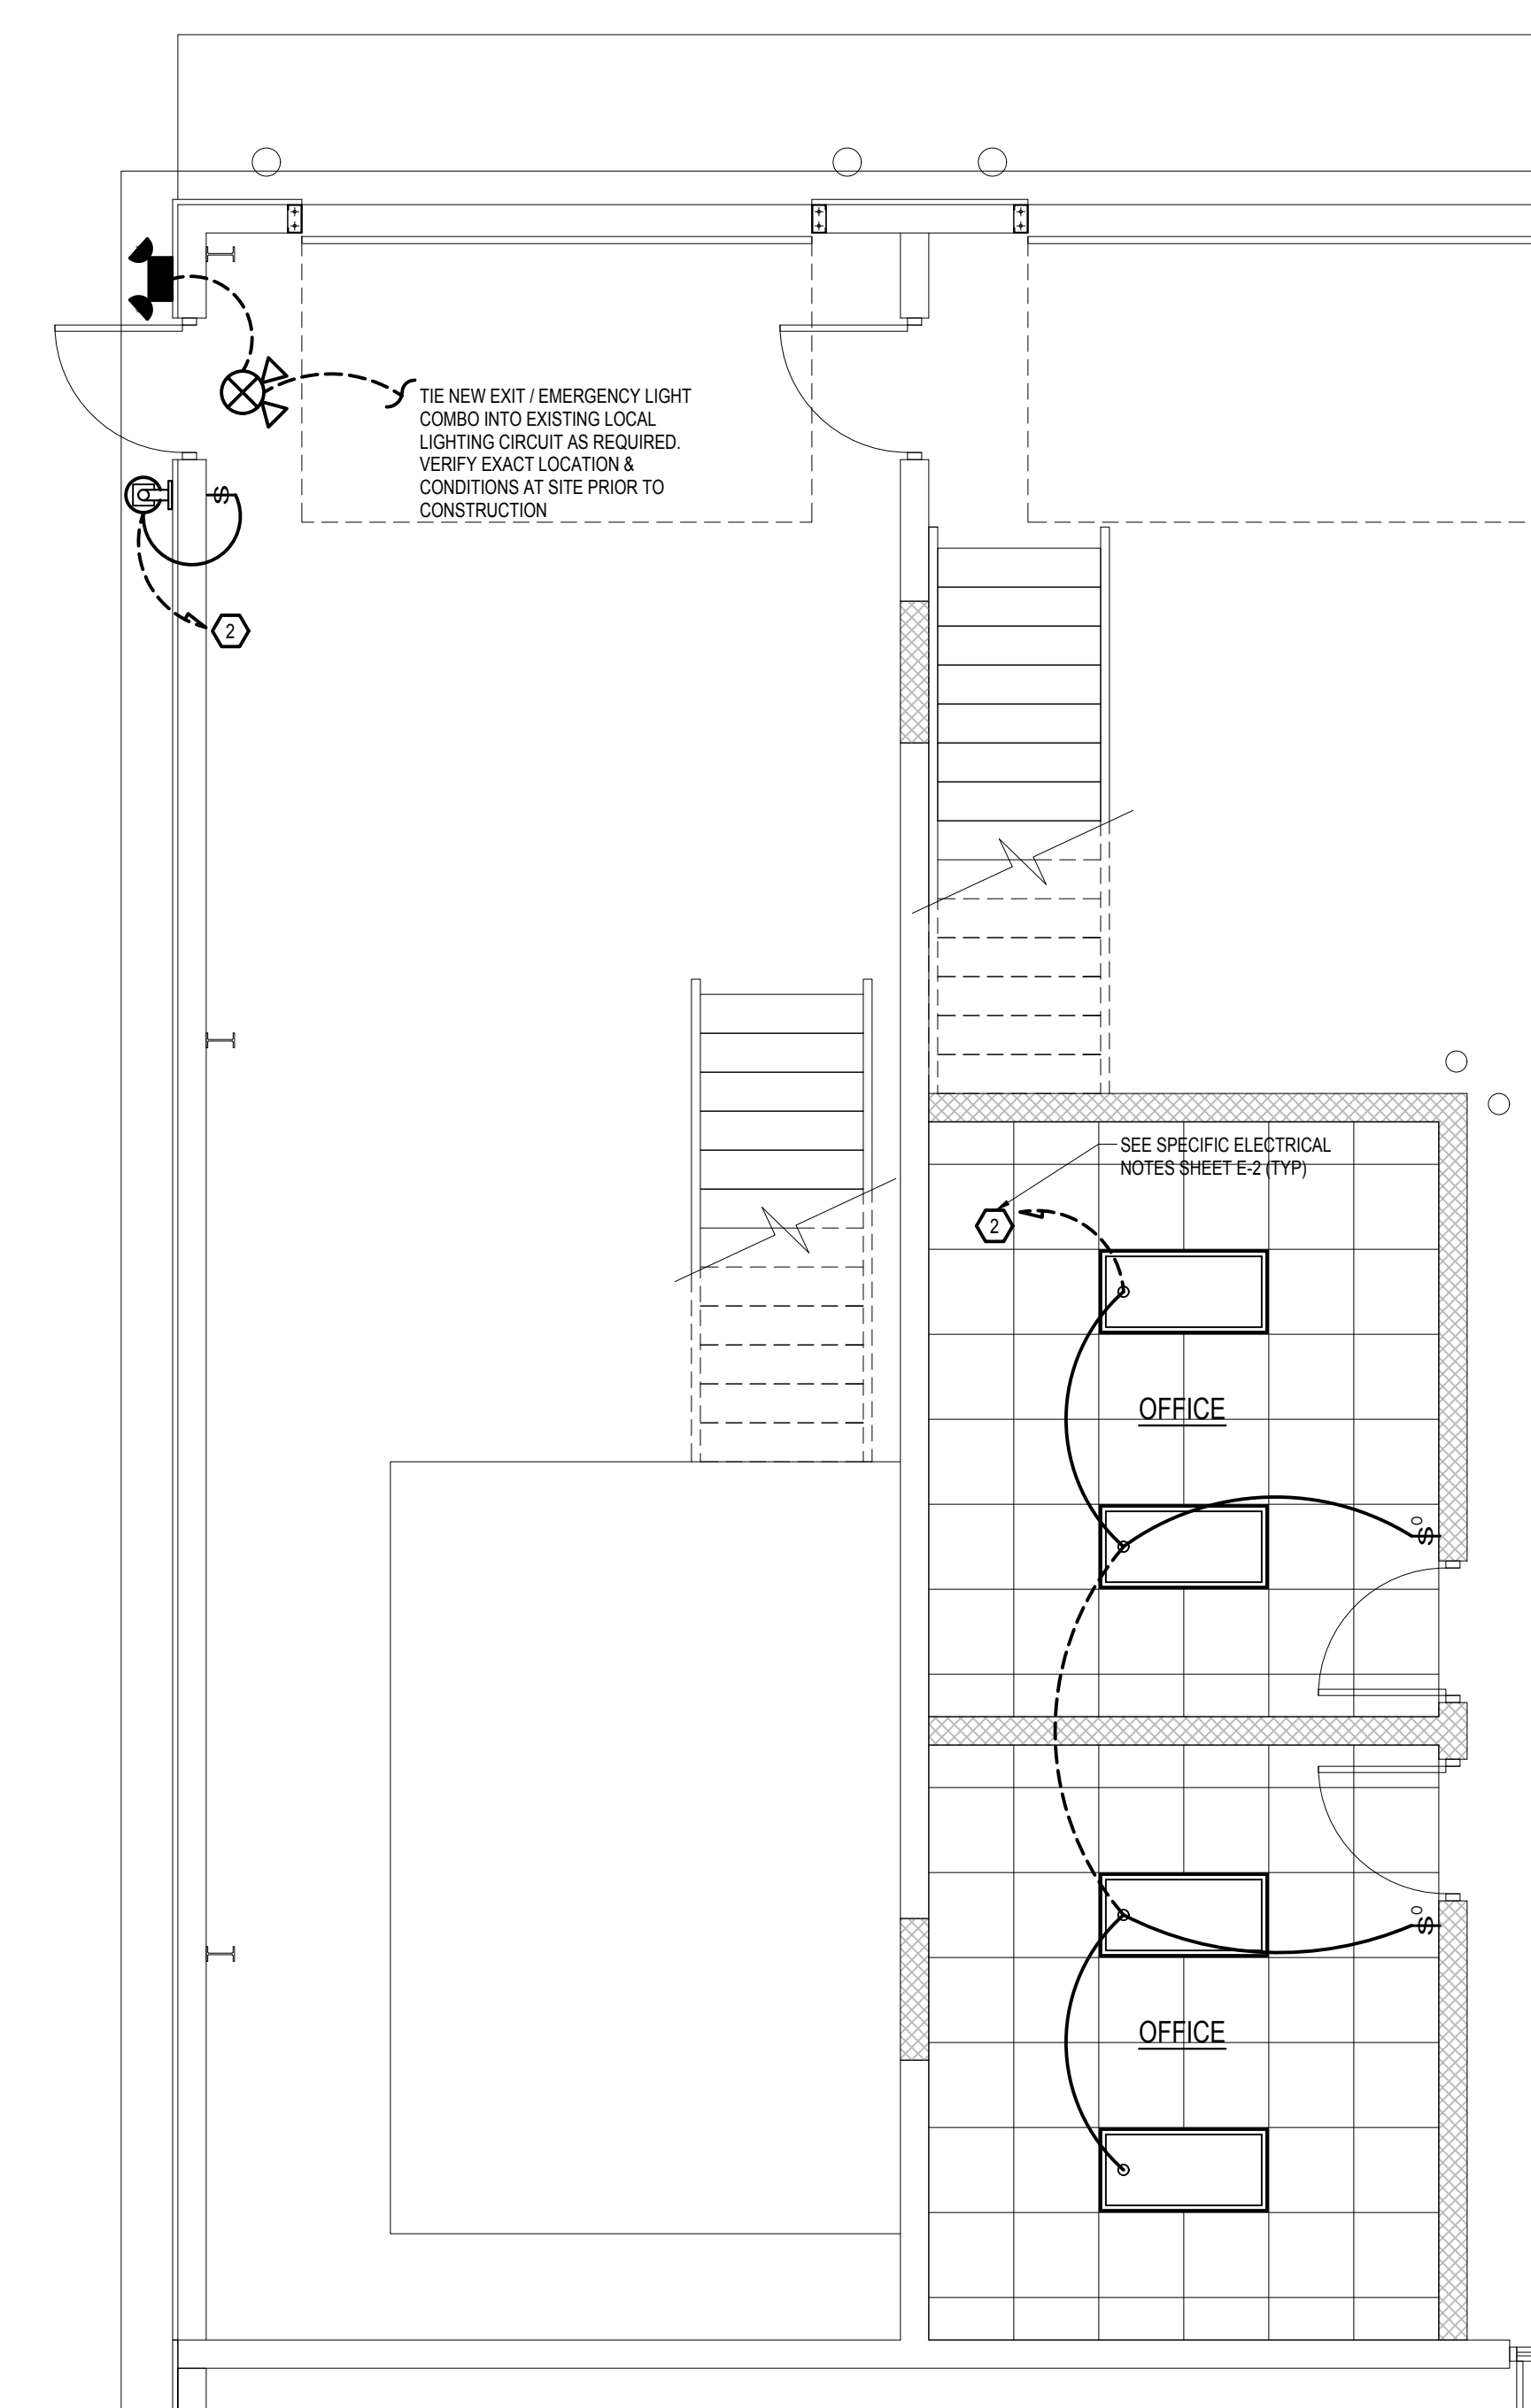 TIE NEW EXIT / EMERGENCY LIGHT
COMBO INTO EXISTING LOCAL
LIGHTING CIRCUIT AS REQUIRED.
VERIFY EXACT LOCATION &
CONDITIONS AT SITE PRIOR TO
CONSTRUCTION
$
2
SEE SPECIFIC ELECTRICAL
NOTES SHEET E-2 (TYP)
2
OFFICE
$O
$O
OFFICE